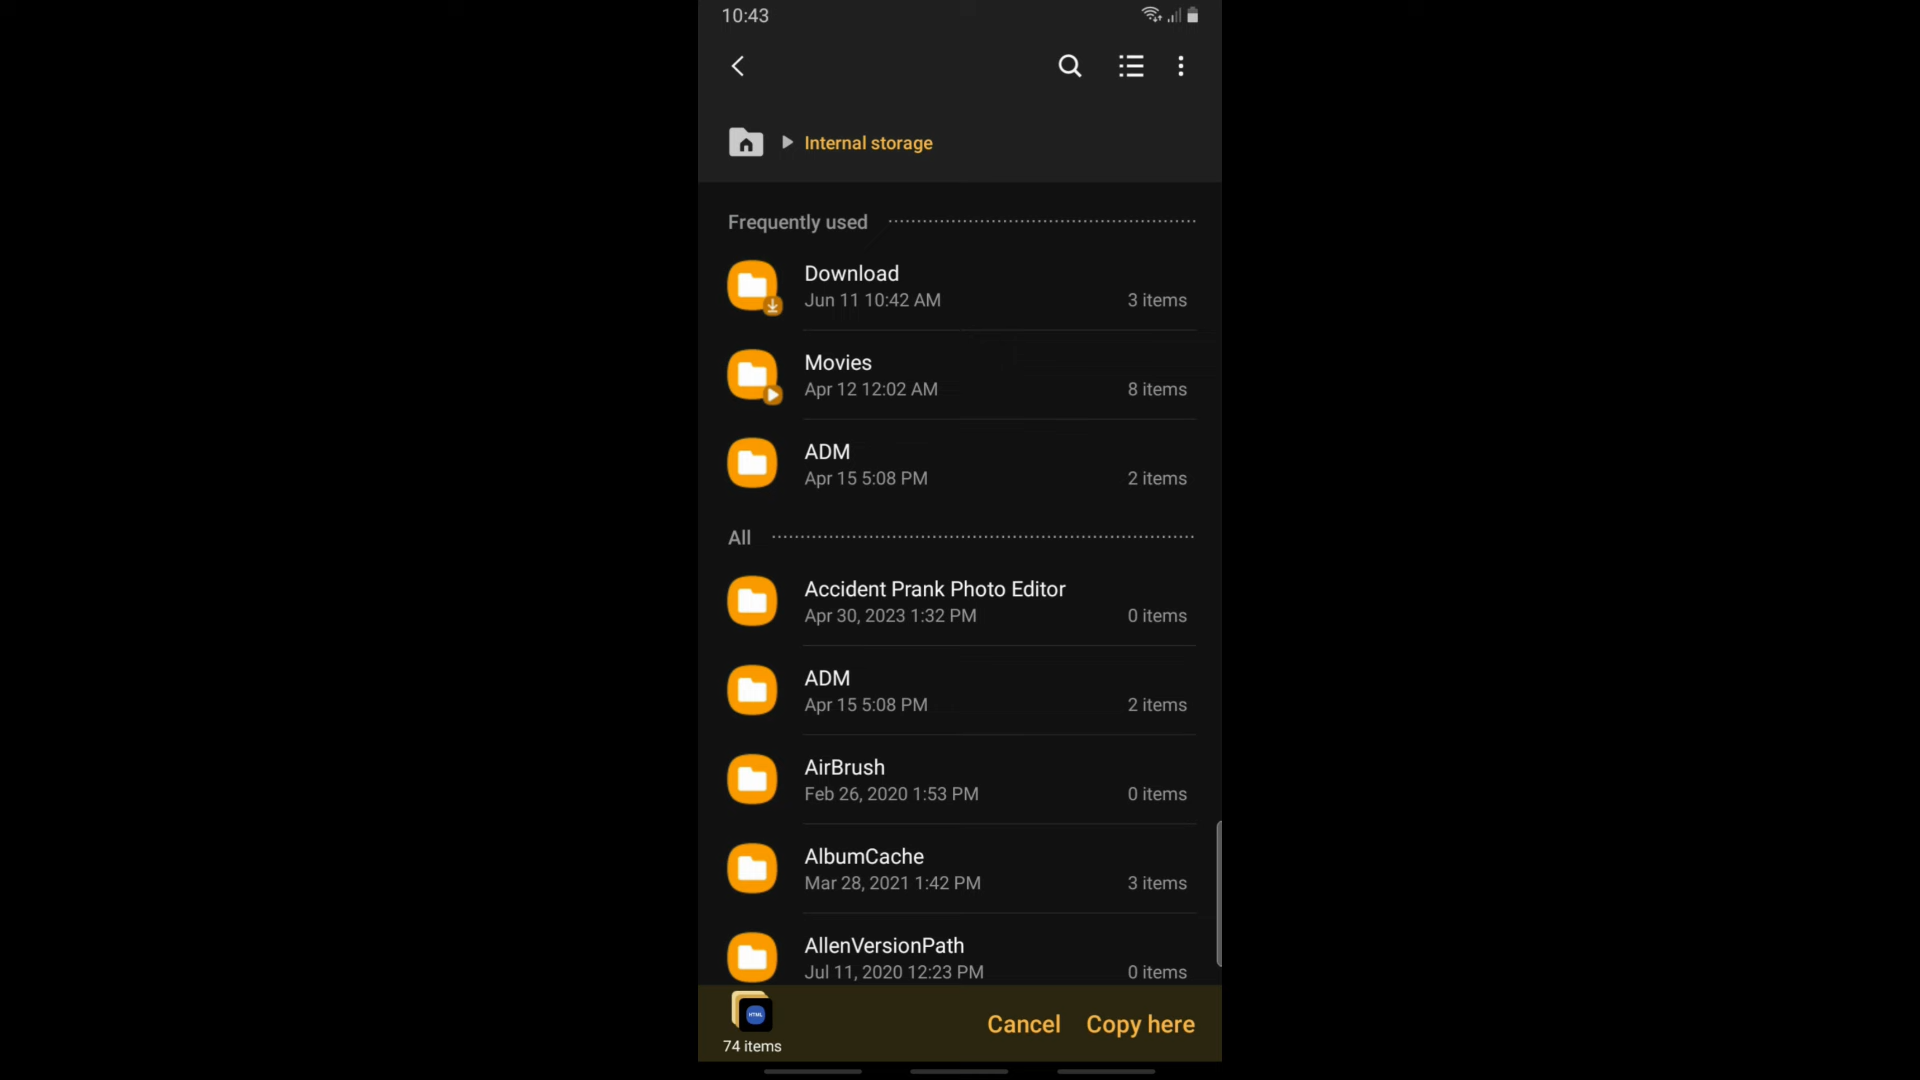 10:43
Internal storage
Frequently used
Download
Jun 11 10:42 AM
3 items
Movies
Apr 12 12:02 AM
8 items
ADM
Apr 15 5:08 PM
2 items
All
Accident Prank Photo Editor
Apr 30, 2023 1:32 PM
0 items
ADM
Apr 15 5:08 PM
2 items
AirBrush
Feb 26, 2020 1:53 PM
0 items
AlbumCache
Mar 28, 2021 1:42 PM
3 items
AllenVersionPath
Jul 11, 2020 12:23 PM
0 items
HTML
74 items
Cancel
Copy here